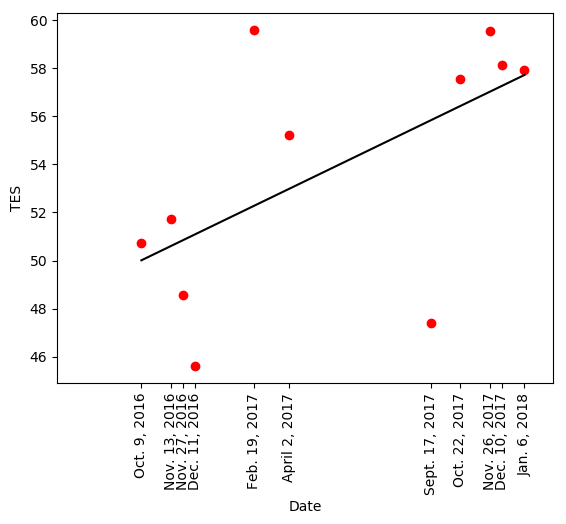 60
58
56
54
52
50
48
46
TES
Oct. 9, 2016
Nov. 13, 2016
Nov. 27, 2016
Dec. 11, 2016
Feb. 19, 2017
April 2, 2017
Sept. 17, 2017
Oct. 22, 2017
Nov. 26, 2017
Dec. 10, 2017
Jan. 6, 2018
Date